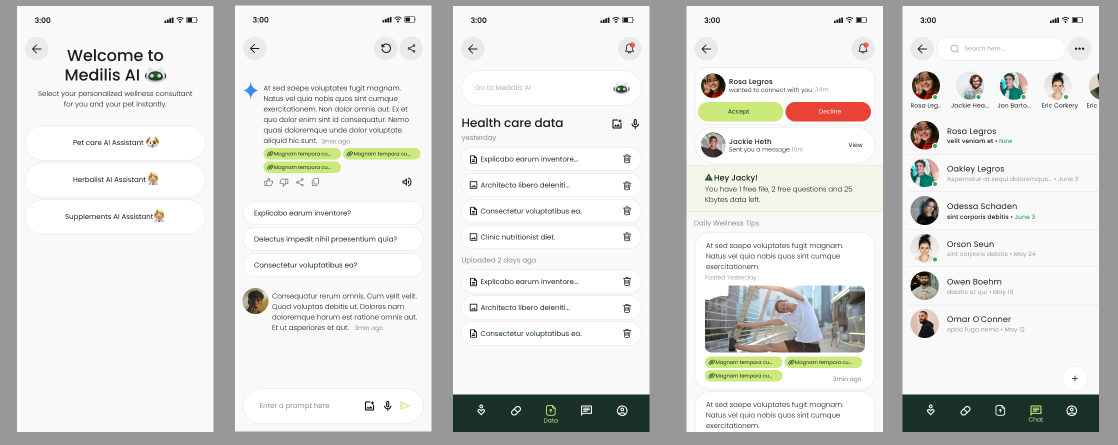 3:00
Welcome to
Medilis AI
Select your personalized wellness consultant
for you and your pet instantly.
Pet care AI Assistant
Herbalist AI Assistant
Supplements AI Assistant
3:00
At sed saepe voluptates fugit magnam.
Natus vel quia nobis quos sint cumque
exercitationem. Non dolor omnis aut. Ex et
quo dolor enim sit id consequatur. Nemo
quasi doloremque unde dolor voluptate
aliquid hic sunt. 3min ago
Magnam tempora cu...
Magnam tempora cu...
Magnam tempora cu...
Explicabo earum inventore?
Delectus impedit nihil praesentium quia?
Consectetur voluptatibus ea?
Consequatur rerum omnis. Cum velit velit.
Quod voluptas debitis ut. Dolores nam
doloremque harum est ratione omnis aut.
Et ut asperiores et aut. 3min ago
Enter a prompt here
3:00
Go to Medalis AI
Health care data
yesterday
Explicabo earum inventore...
Architecto libero deleniti...
Consectetur voluptatibus ea.
Clinic nutritionist diet.
Uploaded 2 days ago
Explicabo earum inventore...
Architecto libero deleniti...
Consectetur voluptatibus ea.
Data
3:00
Rosa Legros
wanted to connect with you. 34m
Accept
Decline
Jackie Heth
Sent you a message 10m
View
Hey Jacky!
You have 1 free file, 2 free questions and 25
Kbytes data left.
Daily Wellness Tips
At sed saepe voluptates fugit magnam.
Natus vel quia nobis quos sint cumque
exercitationem.
Posted Yesterday
Magnam tempora cu...
Magnam tempora cu...
Magnam tempora cu...
3min ago
At sed saepe voluptates fugit magnam.
Natus vel quia nobis quos sint cumque
3:00
Search here...
Rosa Leg..
Jackie Hea...
Jon Barto...
Eric Corkery
Eric
Rosa Legros
velit veniam et • Now
Oakley Legros
Aspernatur at sequi doloremque... • June 3
Odessa Schaden
sint corporis debitis • June 3
Orson Seun
sint corporis debitis • May 24
Owen Boehm
debitis et qui • May 18
Omar O'Conner
optio fuga nemo • May 12
+
Chat